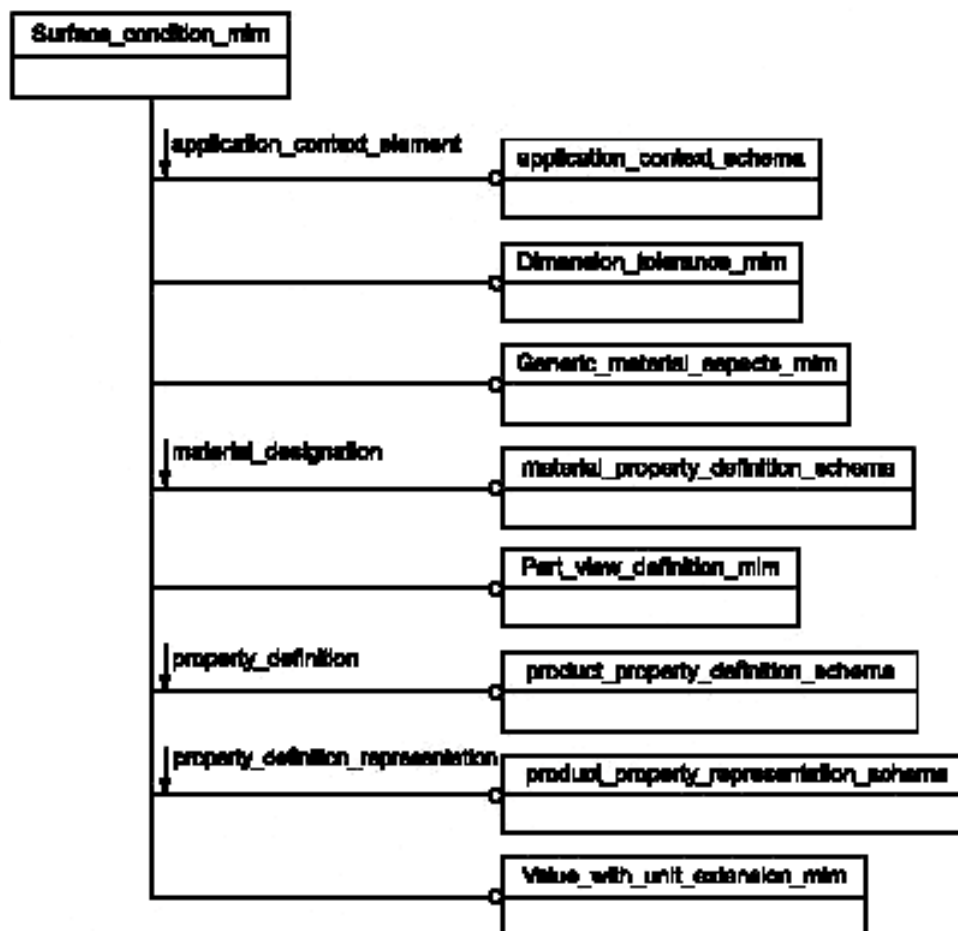 Surface_condition_mim
application_context_element
application_context_schema
Dimension_tolerance_mim
Generic_material_aspects_mim
material_designation
material_property_definition_schema
Part_view_definition_mim
property_definition
product_property_definition_schema
property_definition_representation
product_property_representation_schema
Value_with_unit_extension_mim